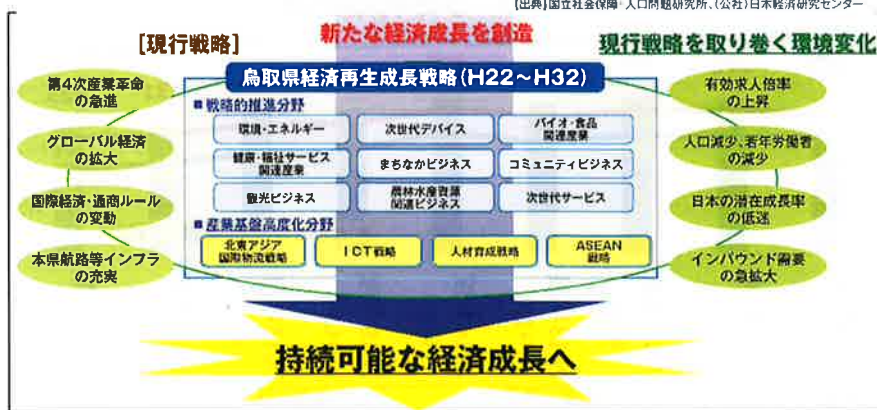 [出典]国立社会保障・人口問題研究所、(公社)日本経済研究センター
新たな経済成長を創造
[現行戦略]
現行戦略を取り巻く環境変化
鳥取県経済再生成長戦略(H22～H32)
第4次産業革命
の急進
グローバル経済
の拡大
国際経済・通商ルール
の変動
本県航路等インフラ
の充実
■戦略的推進分野
環境・エネルギー
次世代デバイス
バイオ・食品
関連産業
健康・福祉サービス
関連産業
まちなかビジネス
コミュニティビジネス
観光ビジネス
農林水産資源
関連ビジネス
次世代サービス
■産業基盤高度化分野
北東アジア
国際物流戦略
ICT戦略
人材育成戦略
ASEAN
戦略
有効求人倍率
の上昇
人口減少、若年労働者
の減少
日本の潜在成長率
の低迷
インバウンド需要
の急拡大
持続可能な経済成長へ